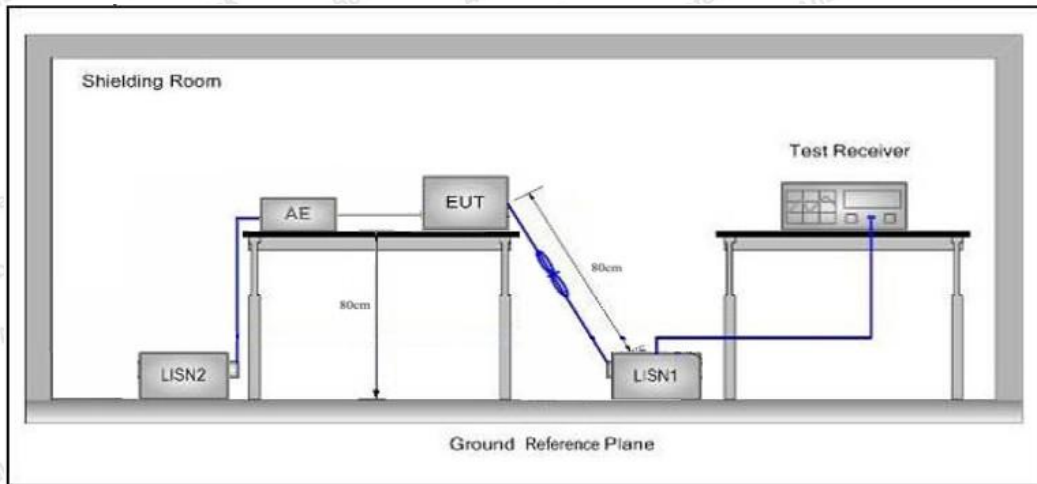 Shielding Room
Test Receiver
AE
EUT
80cm
80cm
LISN2
LISN1
Ground Reference Plane